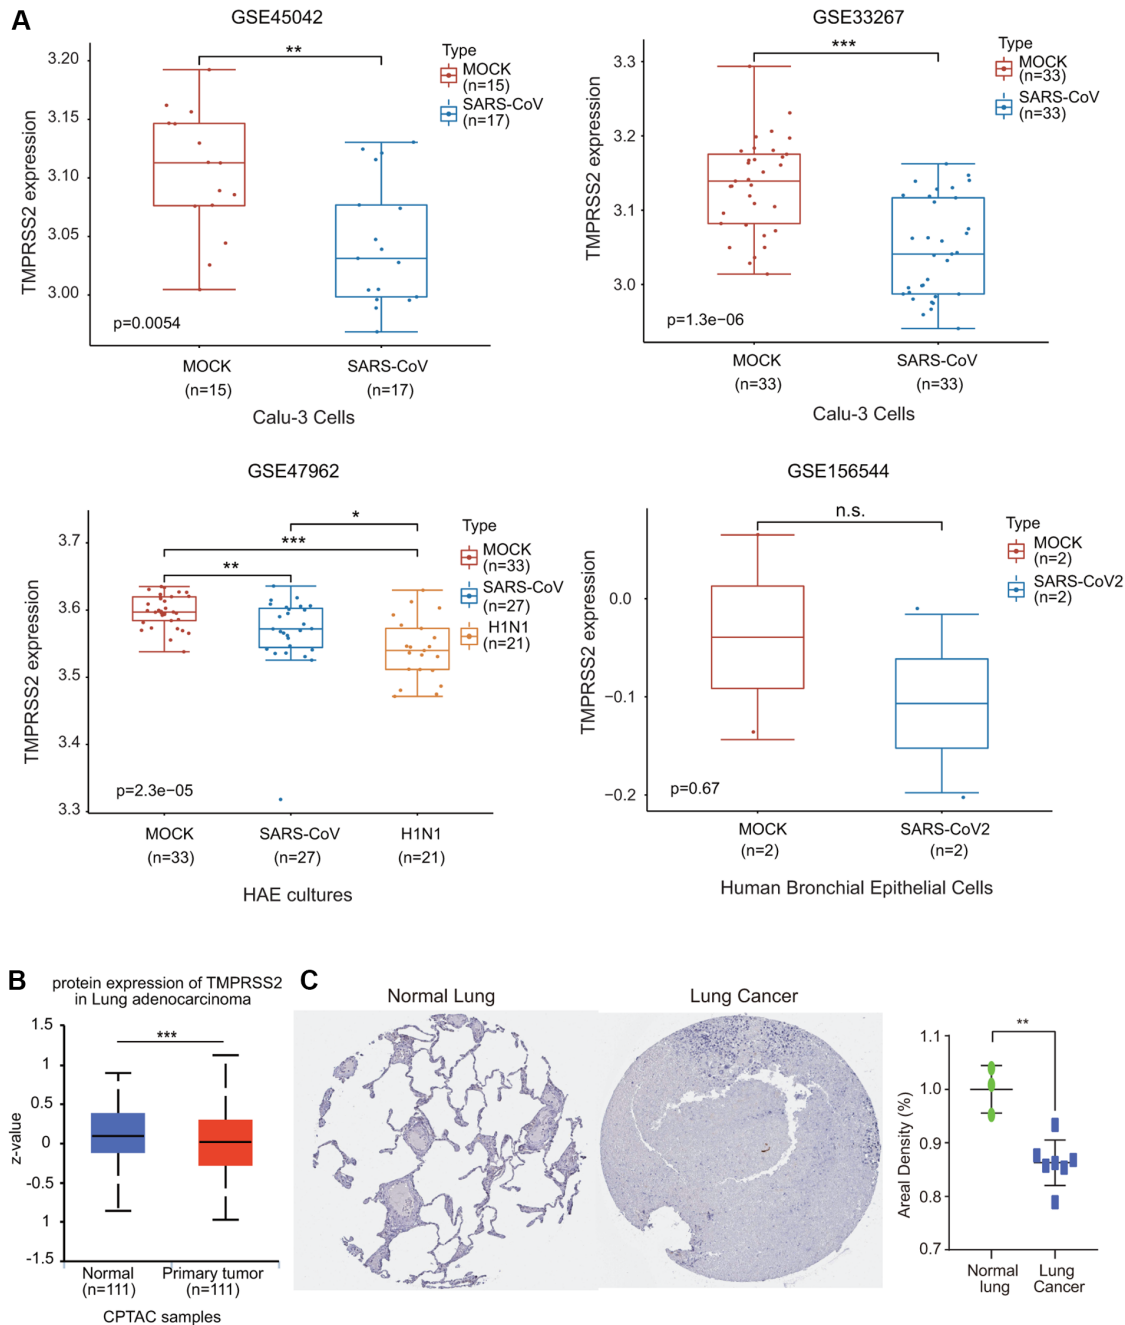 A
GSE45042
**
Type
MOCK
(n=15)
SARS-CoV
(n=17)
TMPRSS2 expression
3.20
3.15
3.10
3.05
3.00
p=0.0054
MOCK
(n=15)
SARS-CoV
(n=17)
Calu-3 Cells
GSE33267
***
Type
MOCK
(n=33)
SARS-CoV
(n=33)
TMPRSS2 expression
3.3
3.2
3.1
3.0
p=1.3e−06
MOCK
(n=33)
SARS-CoV
(n=33)
Calu-3 Cells
GSE47962
*
***
**
Type
MOCK
(n=33)
SARS-CoV
(n=27)
H1N1
(n=21)
TMPRSS2 expression
3.7
3.6
3.5
3.4
3.3
p=2.3e−05
MOCK
(n=33)
SARS-CoV
(n=27)
H1N1
(n=21)
HAE cultures
GSE156544
n.s.
Type
MOCK
(n=2)
SARS-CoV2
(n=2)
TMPRSS2 expression
0.0
−0.1
−0.2
p=0.67
MOCK
(n=2)
SARS-CoV2
(n=2)
Human Bronchial Epithelial Cells
B
protein expression of TMPRSS2
in Lung adenocarcinoma
***
z-value
1.5
1
0.5
0
-0.5
1
-1.5
Normal
(n=111)
Primary tumor
(n=111)
CPTAC samples
C
Normal Lung
Lung Cancer
**
Areal Density (%)
1.1
1.0
0.9
0.8
0.7
Normal
lung
Lung
Cancer